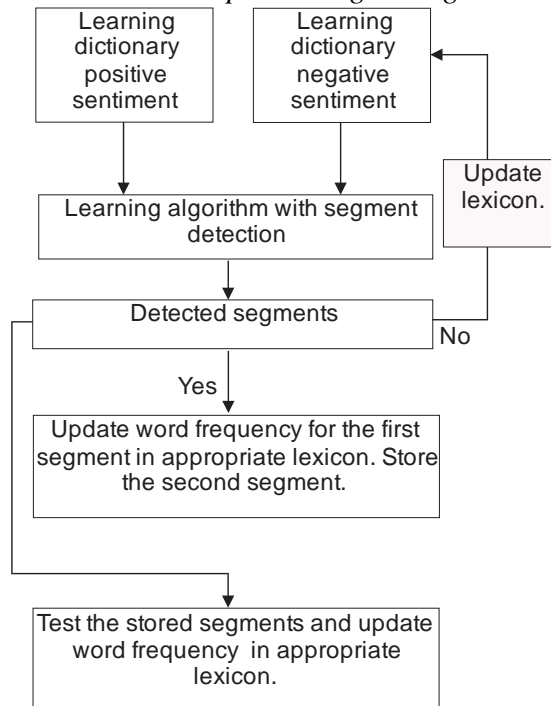 Learning
dictionary
positive
sentiment
Learning
dictionary
negative
sentiment
Update
lexicon.
Learning algorithm with segment
detection
Detected segments
No
Yes
Update word frequency for the first
segment in appropriate lexicon. Store
the second segment.
Test the stored segments and update
word frequency in appropriate
lexicon.